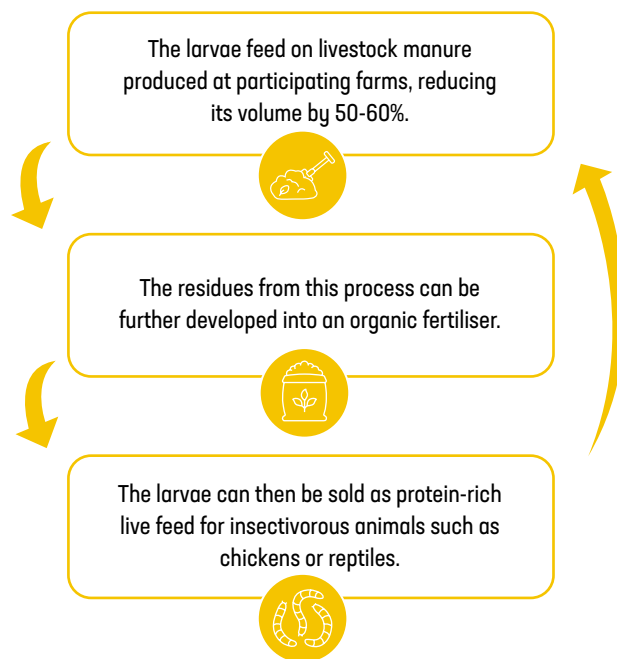 The larvae feed on livestock manure
produced at participating farms, reducing
its volume by 50-60%.
The residues from this process can be
further developed into an organic fertiliser.
The larvae can then be sold as protein-rich
live feed for insectivorous animals such as
chickens or reptiles.